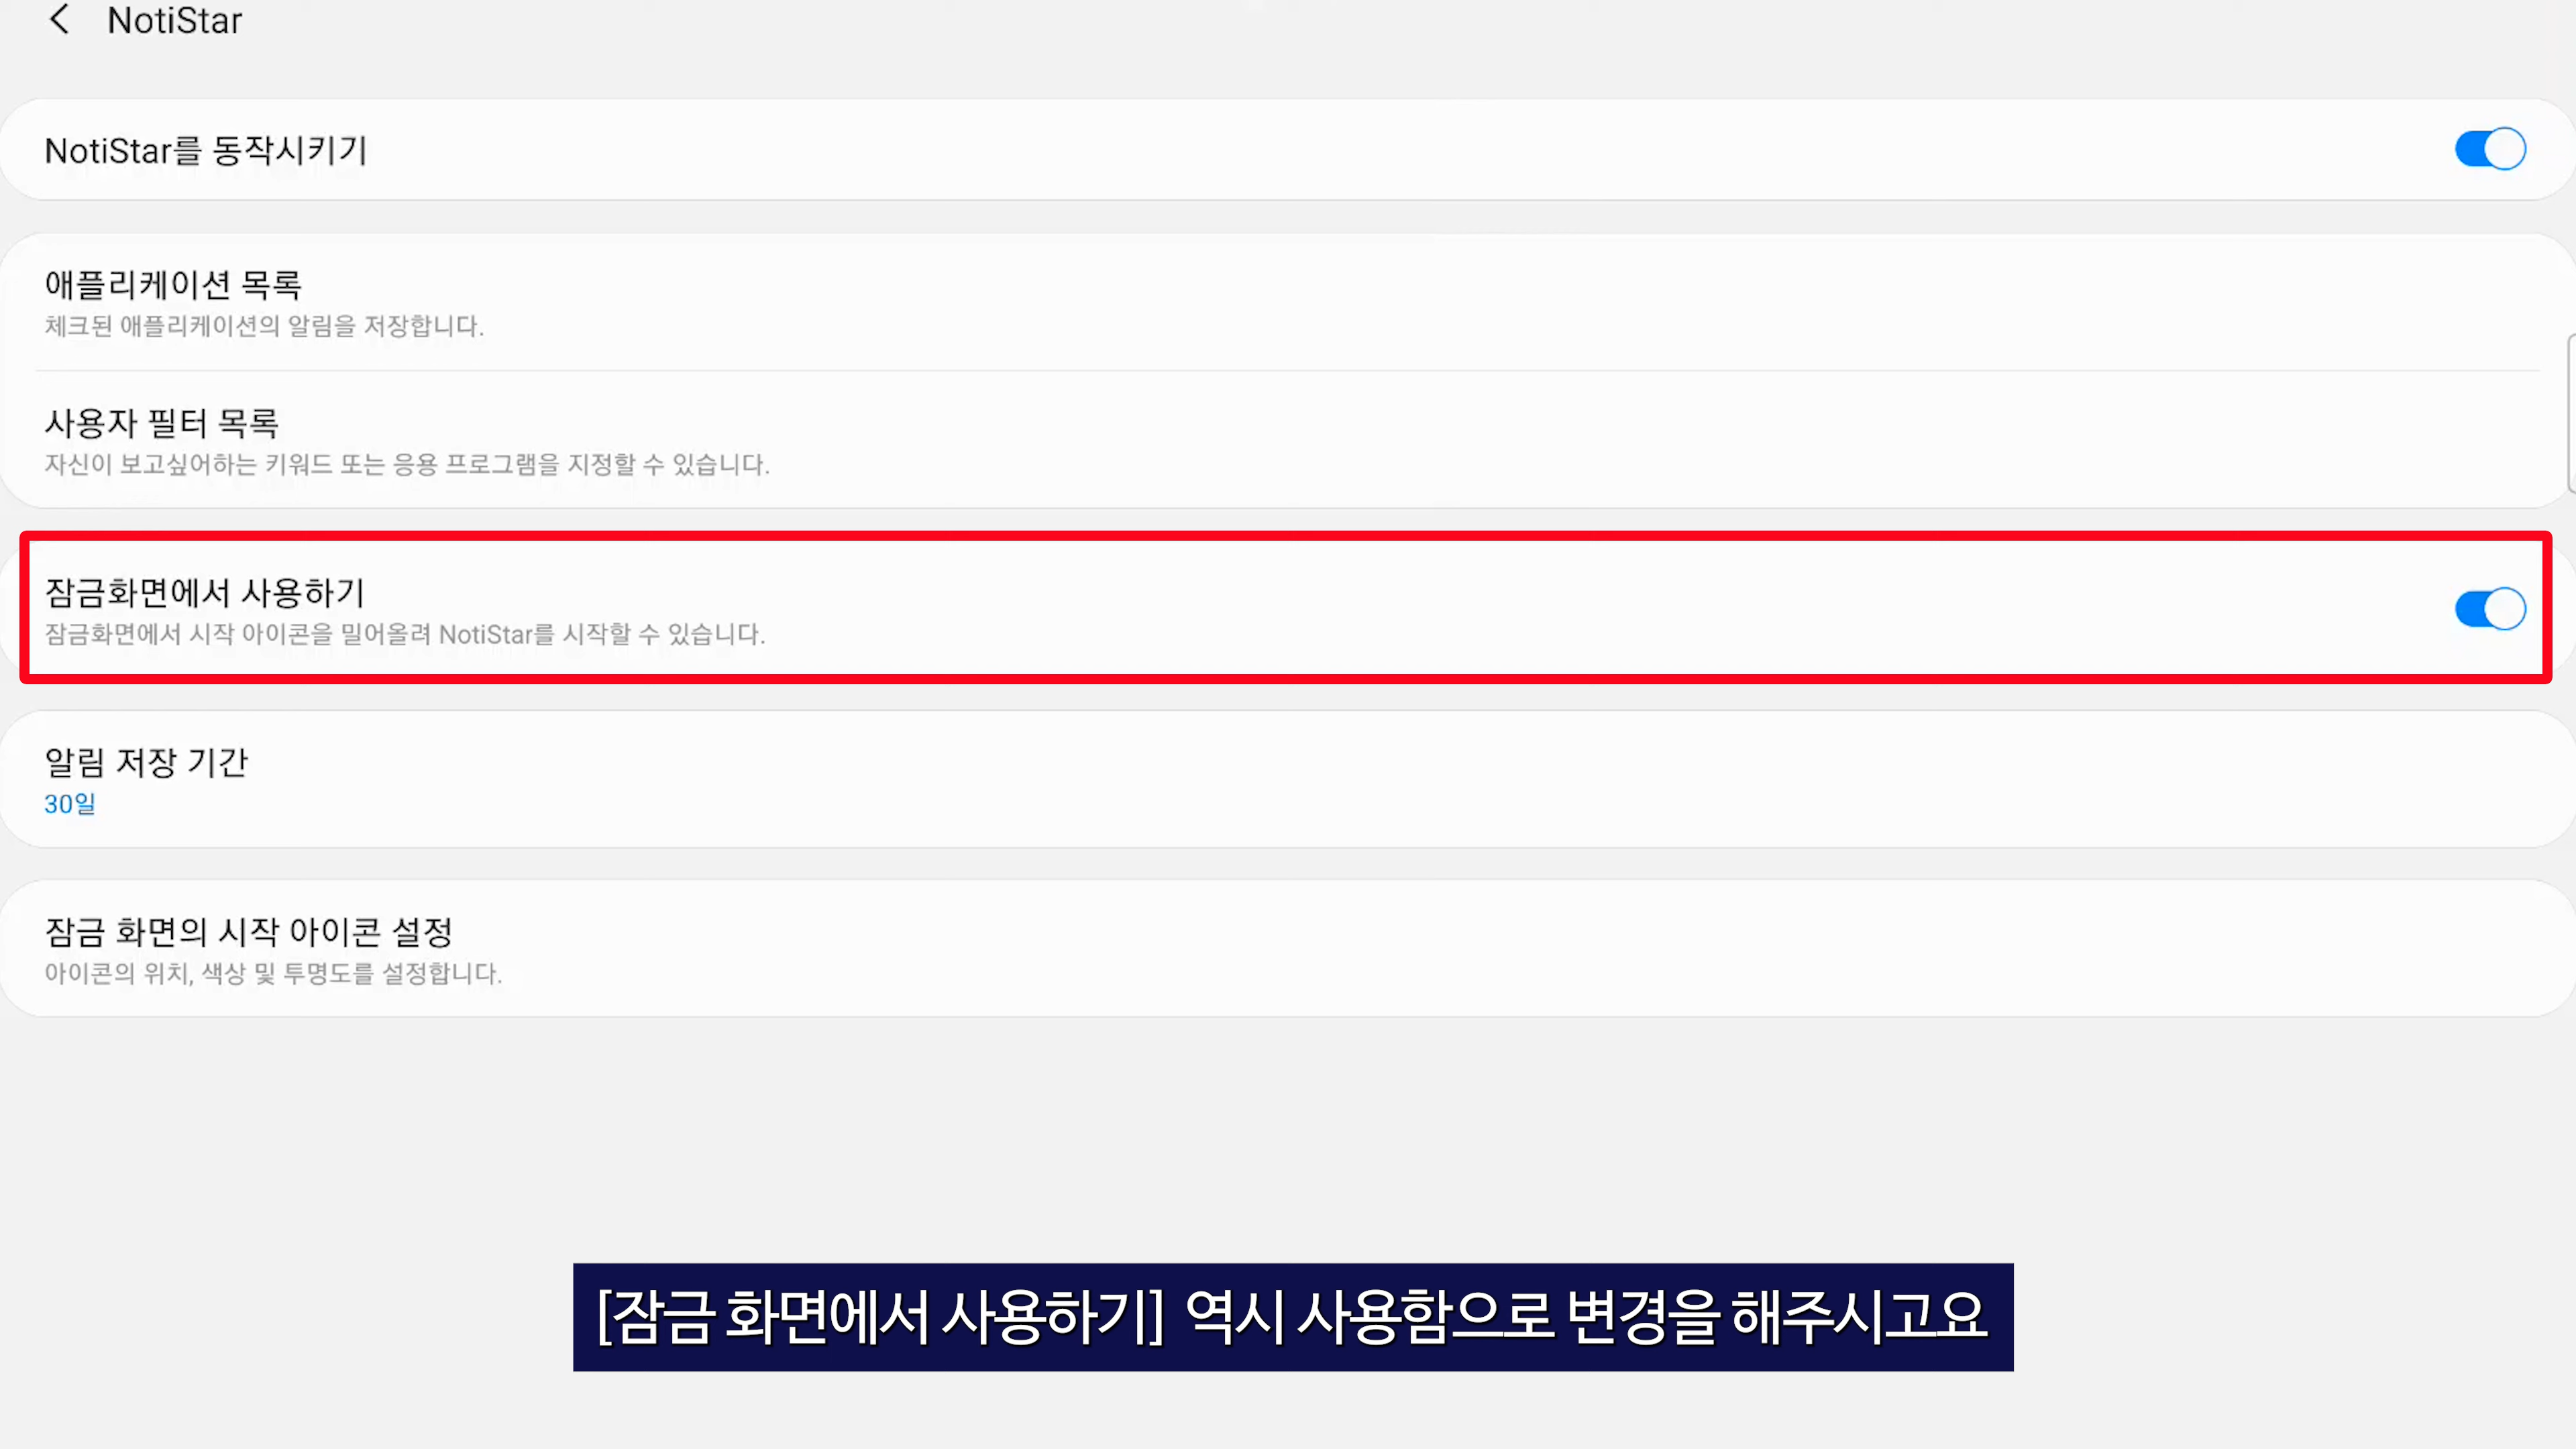 NotiStar
NotiStar를 동작시키기
애플리케이션 목록
체크된 애플리케이션의 알림을 저장합니다.
사용자 필터 목록
자신이 보고싶어하는 키워드 또는 응용 프로그램을 지정할 수 있습니다.
잠금화면에서 사용하기
잠금화면에서 시작 아이콘을 밀어올려 NotiStar를 시작할 수 있습니다.
알림 저장 기간
30일
잠금 화면의 시작 아이콘 설정
아이콘의 위치, 색상 및 투명도를 설정합니다.
[잠금 화면에서 사용하기] 역시 사용함으로 변경을 해주시고요